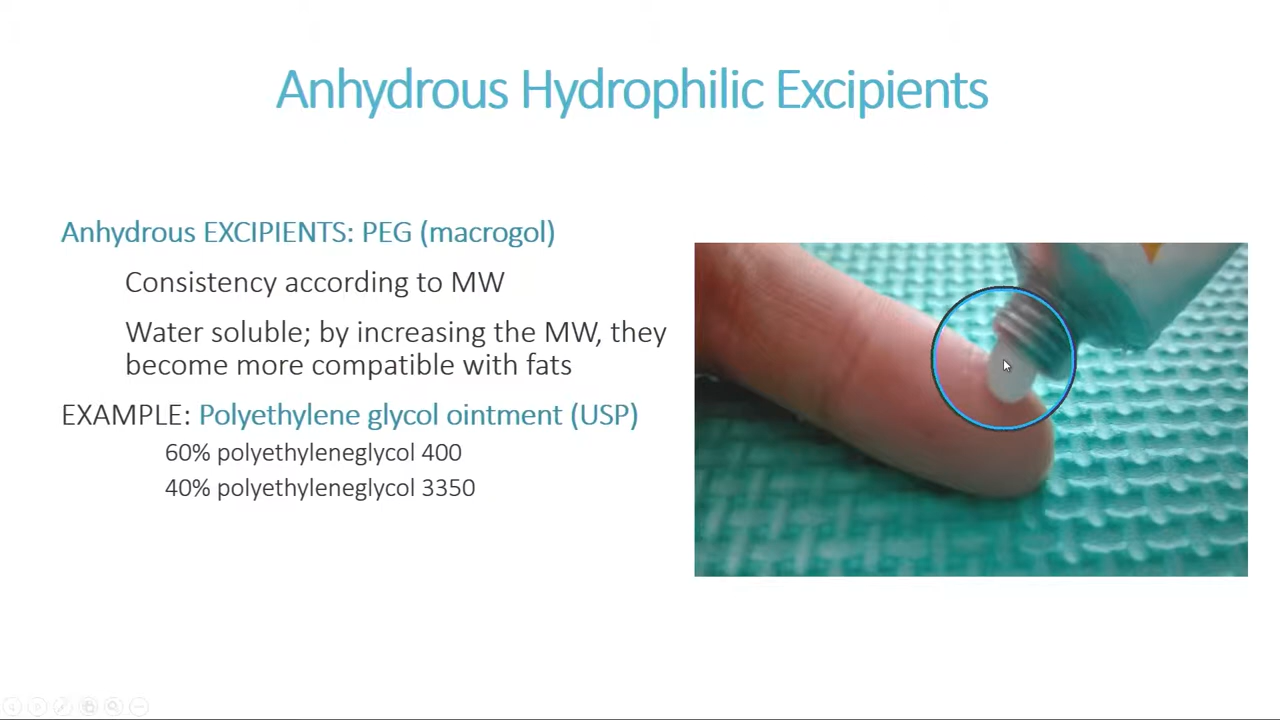 Anhydrous Hydrophilic Excipients
Anhydrous EXCIPIENTS: PEG (macrogol)
Consistency according to MW
Water soluble; by increasing the MW, they
become more compatible with fats
EXAMPLE: Polyethylene glycol ointment (USP)
60% polyethyleneglycol 400
40% polyethyleneglycol 3350